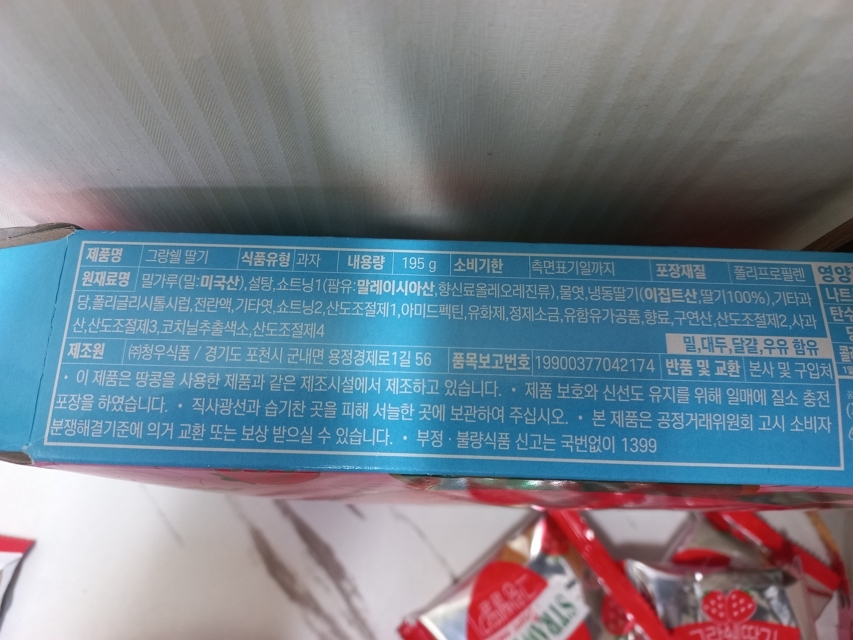 제품명 그랑쉘 딸기 식품유형 과자 내용량 195 g 소비기한 측면표기일까지 포장재질 폴리프로필렌
원재료명 밀가루(밀:미국산),설탕,쇼트닝1(팜유:말레이시아산,향신료올레오레진류),물엿,냉동딸기(이집트산,딸기100%),기타과
당,폴리글리시톨시럽,전란액,기타엿,쇼트닝2,산도조절제1,아미드펙틴,유화제,정제소금,유함유가공품,향료,구연산,산도조절제2,사과
산,산도조절제3,코치닐추출색소,산도조절제4
밀,대두,달걀,우유 함유
제조원 ㈜청우식품 / 경기도 포천시 군내면 용정경제로1길 56 품목보고번호 19900377042174 반품 및 교환 본사 및 구입처
· 이 제품은 땅콩을 사용한 제품과 같은 제조시설에서 제조하고 있습니다. · 제품 보호와 신선도 유지를 위해 일매에 질소 충전
포장을 하였습니다. · 직사광선과 습기찬 곳을 피해 서늘한 곳에 보관하여 주십시오. · 본 제품은 공정거래위원회 고시 소비자
분쟁해결기준에 의거 교환 또는 보상 받으실 수 있습니다. · 부정·불량식품 신고는 국번없이 1399
영양
나트
탄수